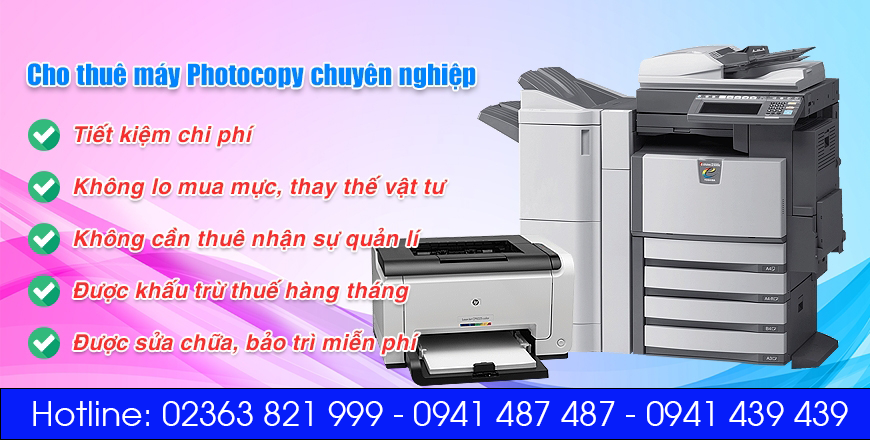 Cho thuê máy Photocopy chuyên nghiệp
Tiết kiệm chi phí
Không lo mua mực, thay thế vật tư
Không cần thuê nhận sự quản lí
Được khấu trừ thuế hàng tháng
Được sửa chữa, bảo trì miễn phí
hp
Hotline: 02363 821 999 - 0941 487 487 - 0941 439 439